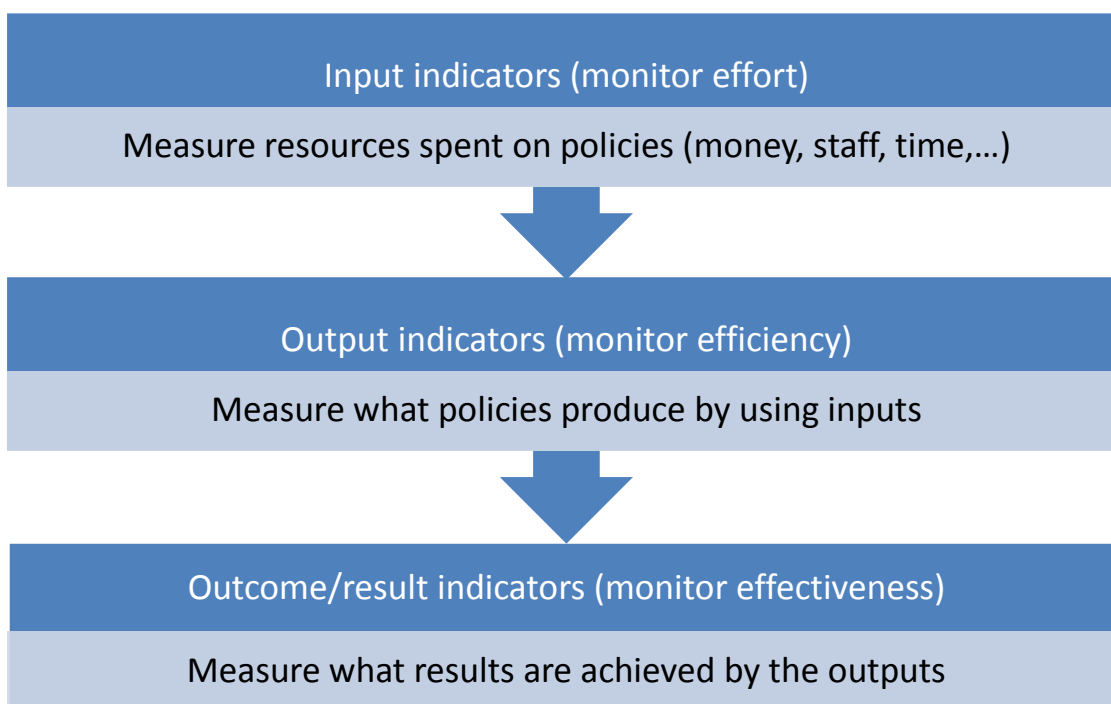 Input indicators (monitor effort)
Measure resources spent on policies (money, staff, time,...)
Output indicators (monitor efficiency)
Measure what policies produce by using inputs
Outcome/result indicators (monitor effectiveness)
Measure what results are achieved by the outputs